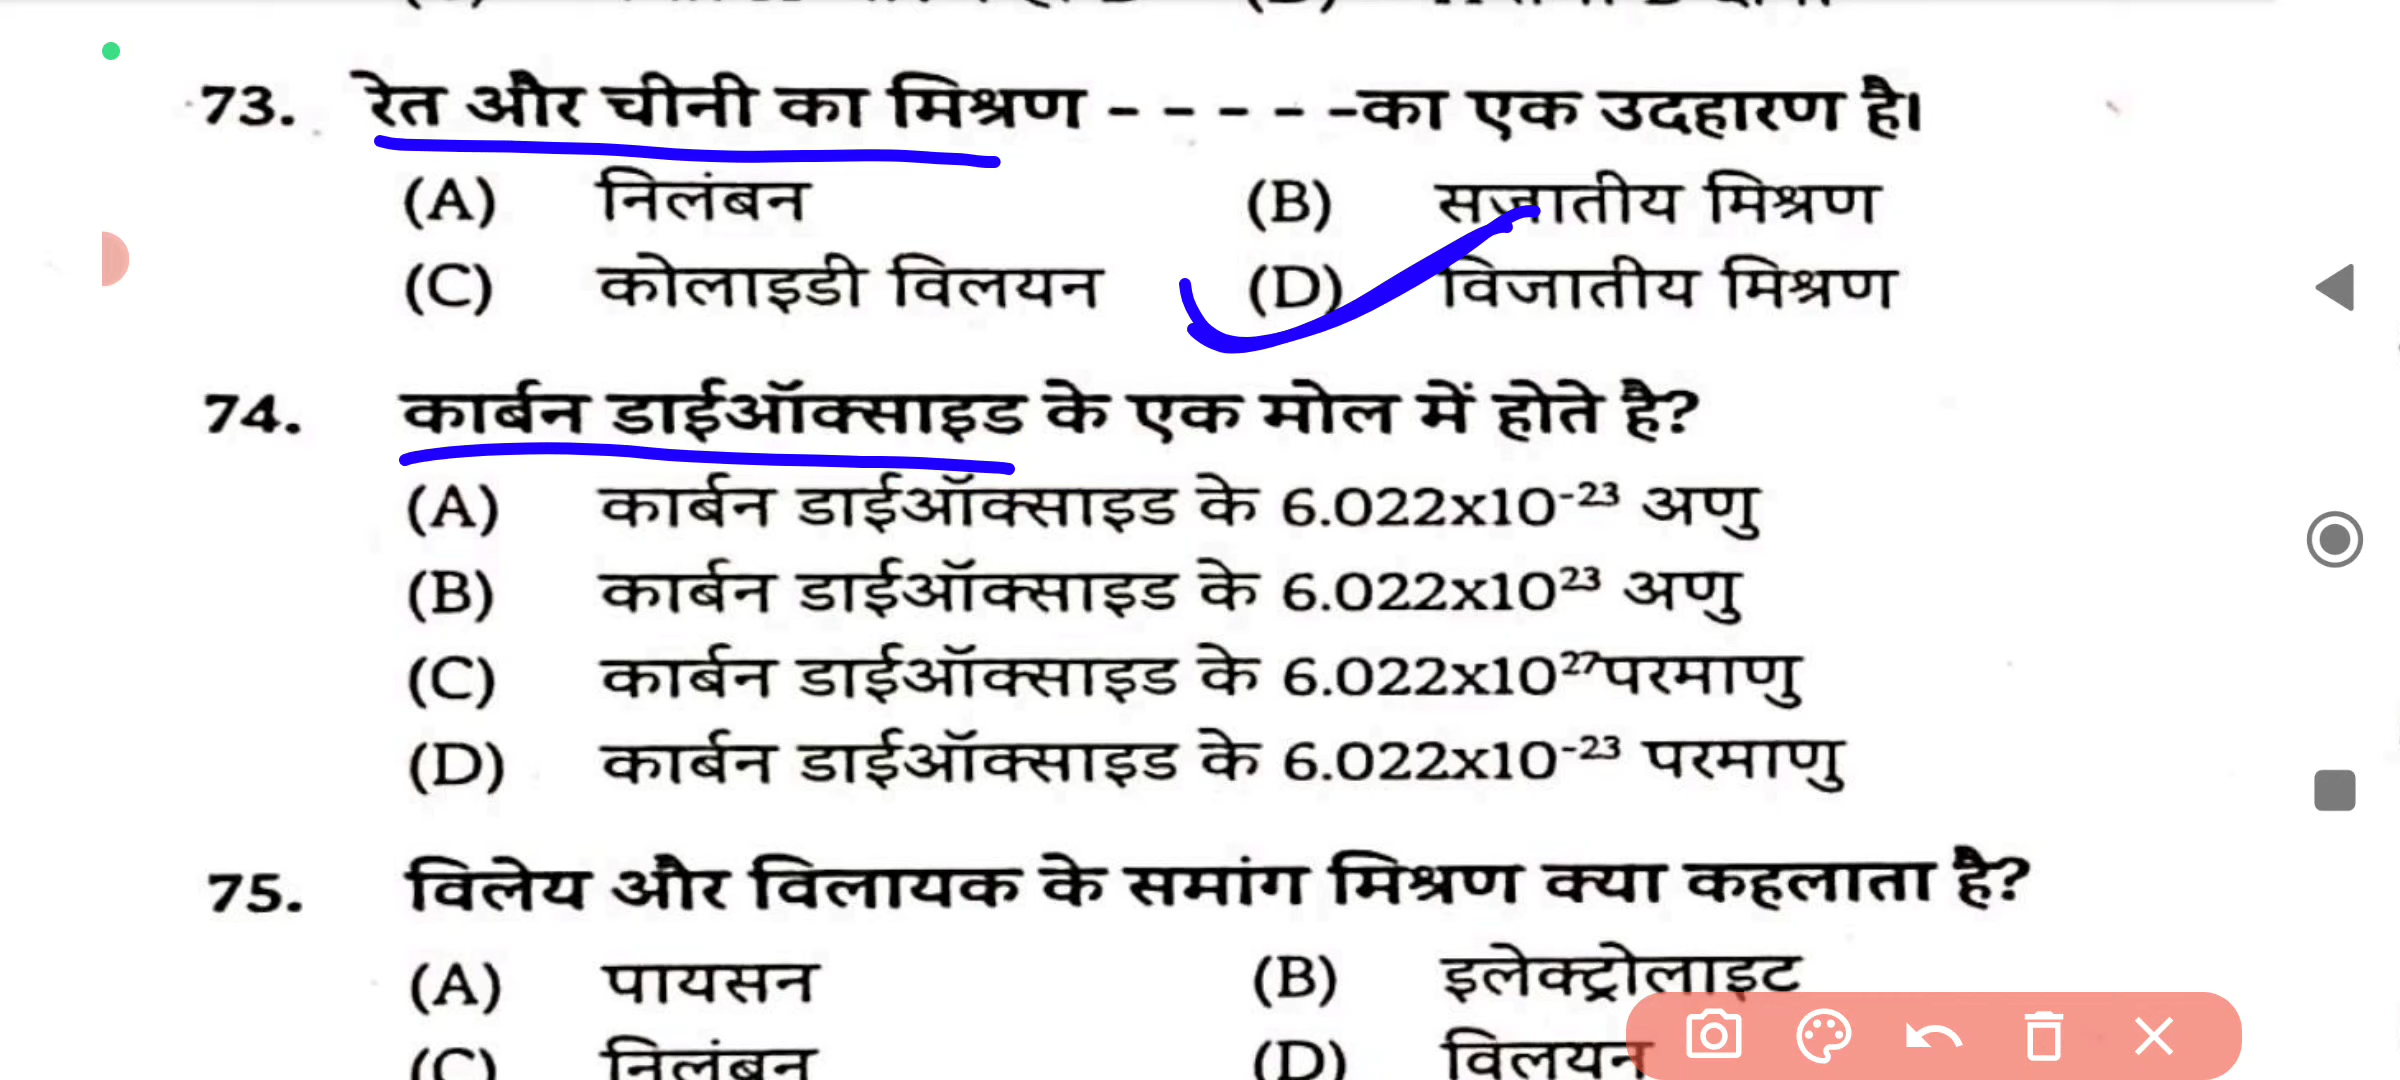 73. रेत और चीनी का मिश्रण - - - - -का एक उदहारण है।
(A) निलंबन (B) सजातीय मिश्रण
(C) कोलाइडी विलयन (D) विजातीय मिश्रण
74. कार्बन डाईऑक्साइड के एक मोल में होते है?
(A) कार्बन डाईऑक्साइड के 6.022x10⁻²³ अणु
(B) कार्बन डाईऑक्साइड के 6.022x10²³ अणु
(C) कार्बन डाईऑक्साइड के 6.022x10²⁷परमाणु
(D) कार्बन डाईऑक्साइड के 6.022x10⁻²³ परमाणु
75. विलेय और विलायक के समांग मिश्रण क्या कहलाता है?
(A) पायसन (B) इलेक्ट्रोलाइट
(C) निलंबन (D) विलयन